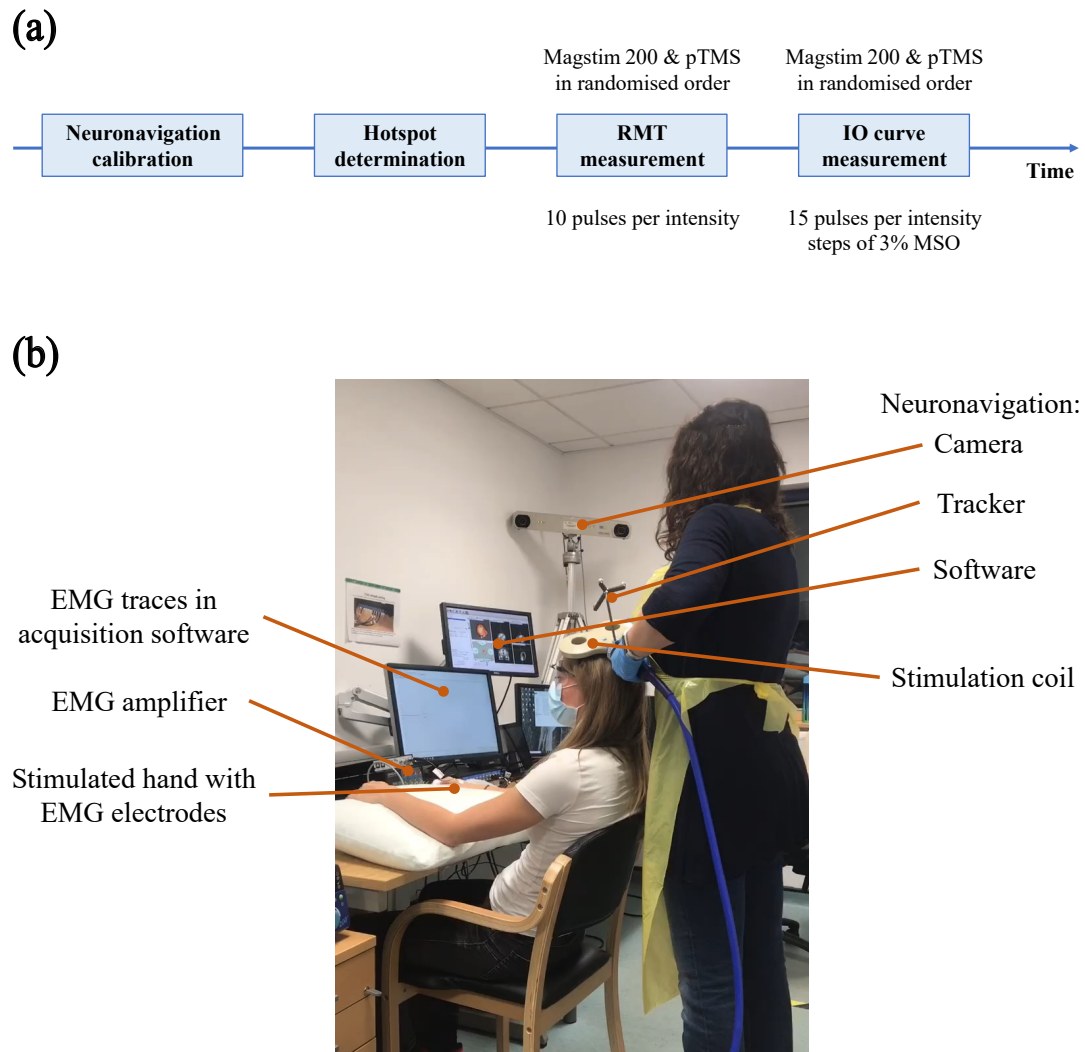 (a)
Magstim 200 & pTMS
in randomised order
Magstim 200 & pTMS
in randomised order
Neuronavigation
calibration
Hotspot
determination
RMT
measurement
IO curve
measurement
Time
10 pulses per intensity
15 pulses per intensity
steps of 3% MSO
(b)
Neuronavigation:
Camera
Tracker
Software
Stimulation coil
EMG traces in
acquisition software
EMG amplifier
Stimulated hand with
EMG electrodes